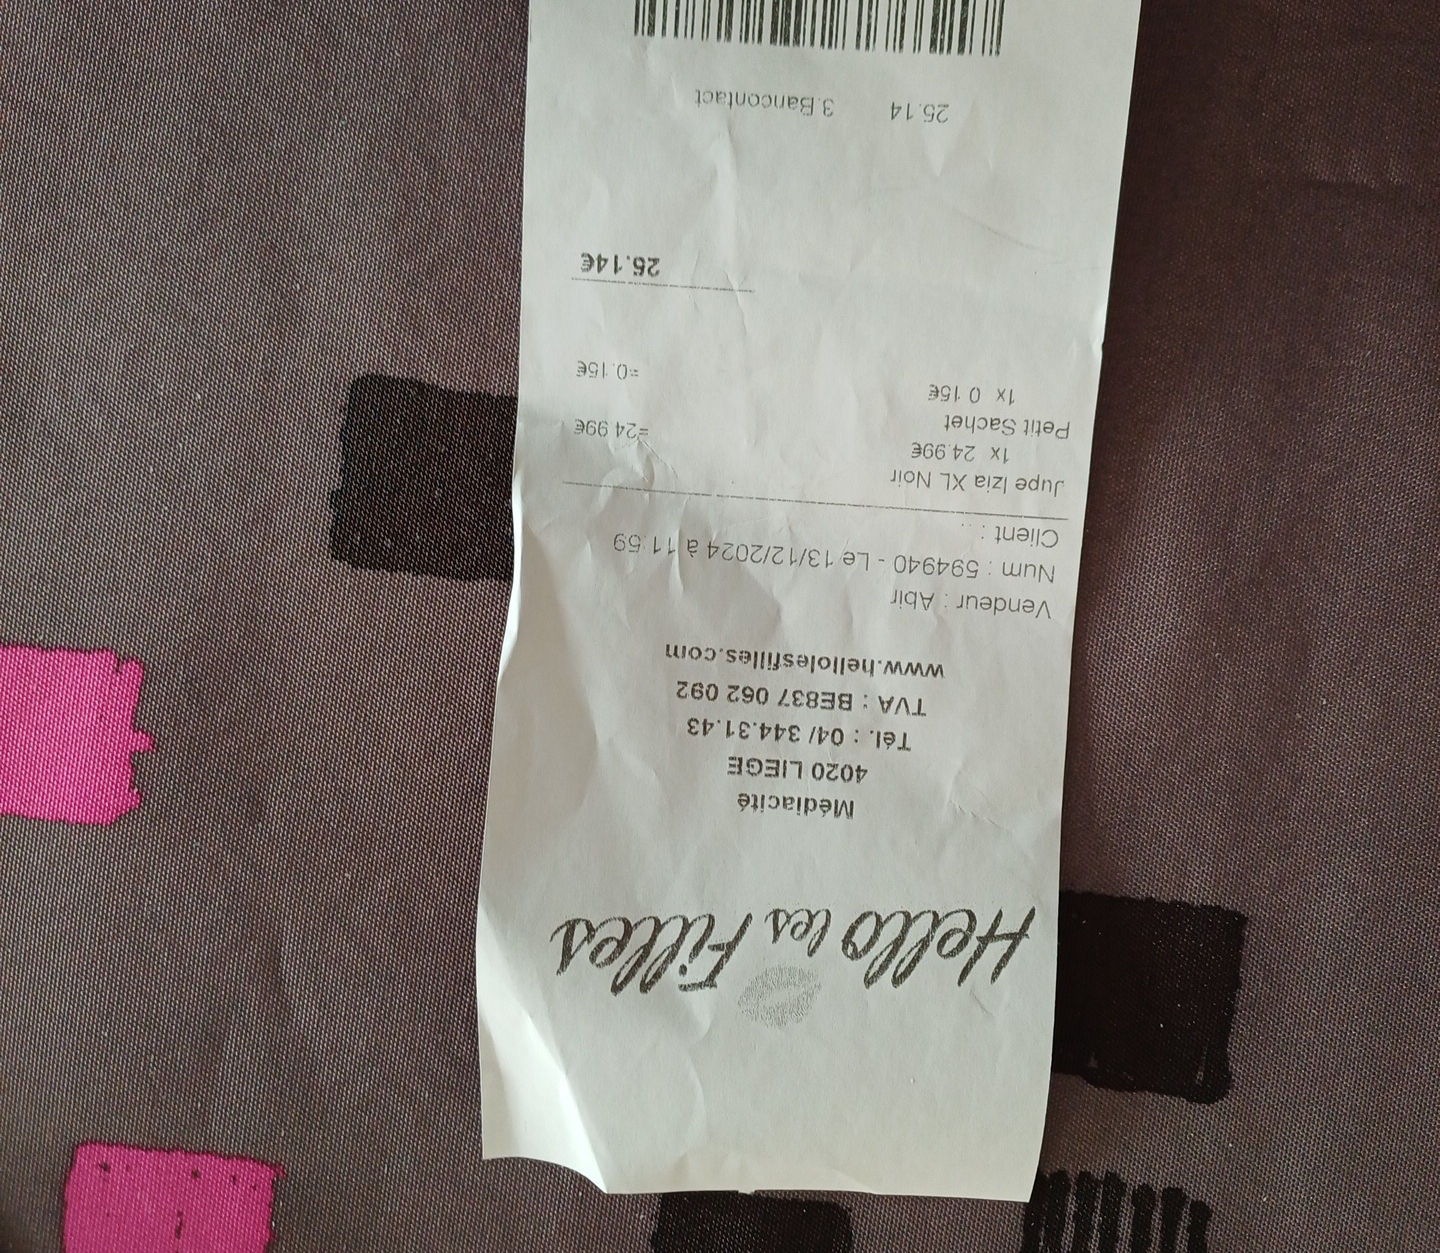 Hello les Filles
Médiacité
4020 LIEGE
Tél. : 04/ 344.31.43
TVA : BE837 062 092
www.hellolesfilles.com
Vendeur : Abir
Num : 594940 - Le 13/12/2024 à 11:59
Client : ..
Jupe Izia XL Noir
1x 24.99€ =24.99€
Petit Sachet
1x 0.15€ =0.15€
25.14€
25.14 3.Bancontact